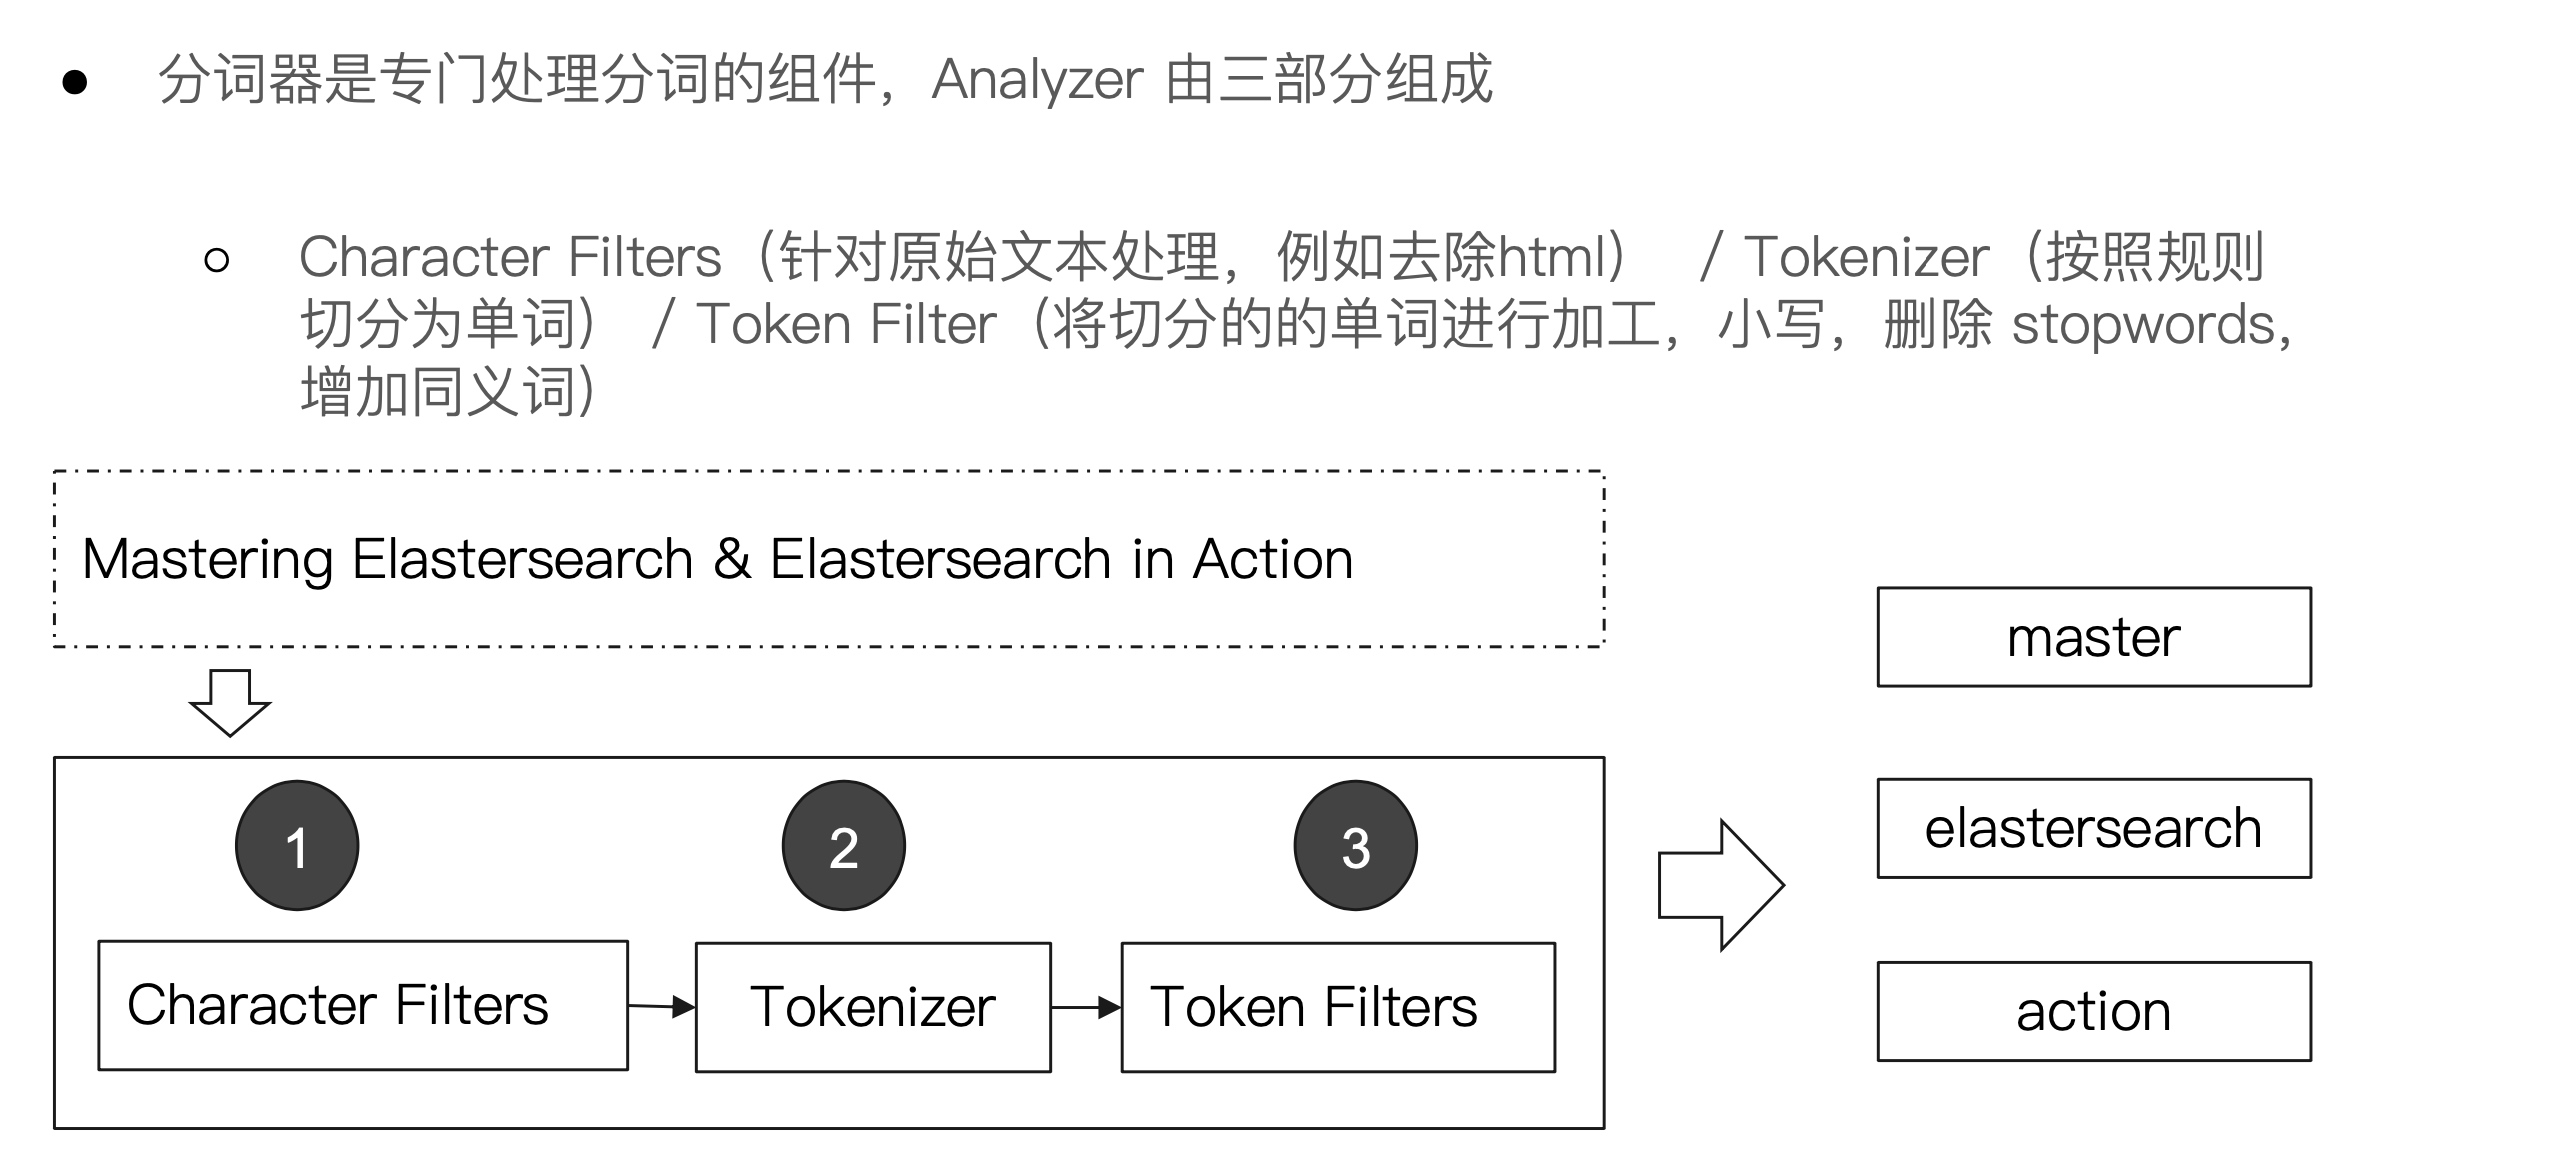 ● 分词器是专门处理分词的组件，Analyzer 由三部分组成
○ Character Filters（针对原始文本处理，例如去除html） / Tokenizer（按照规则
切分为单词） / Token Filter（将切分的的单词进行加工，小写，删除 stopwords，
增加同义词）
Mastering Elastersearch & Elastersearch in Action
master
1 2 3
elastersearch
Character Filters Tokenizer Token Filters
action